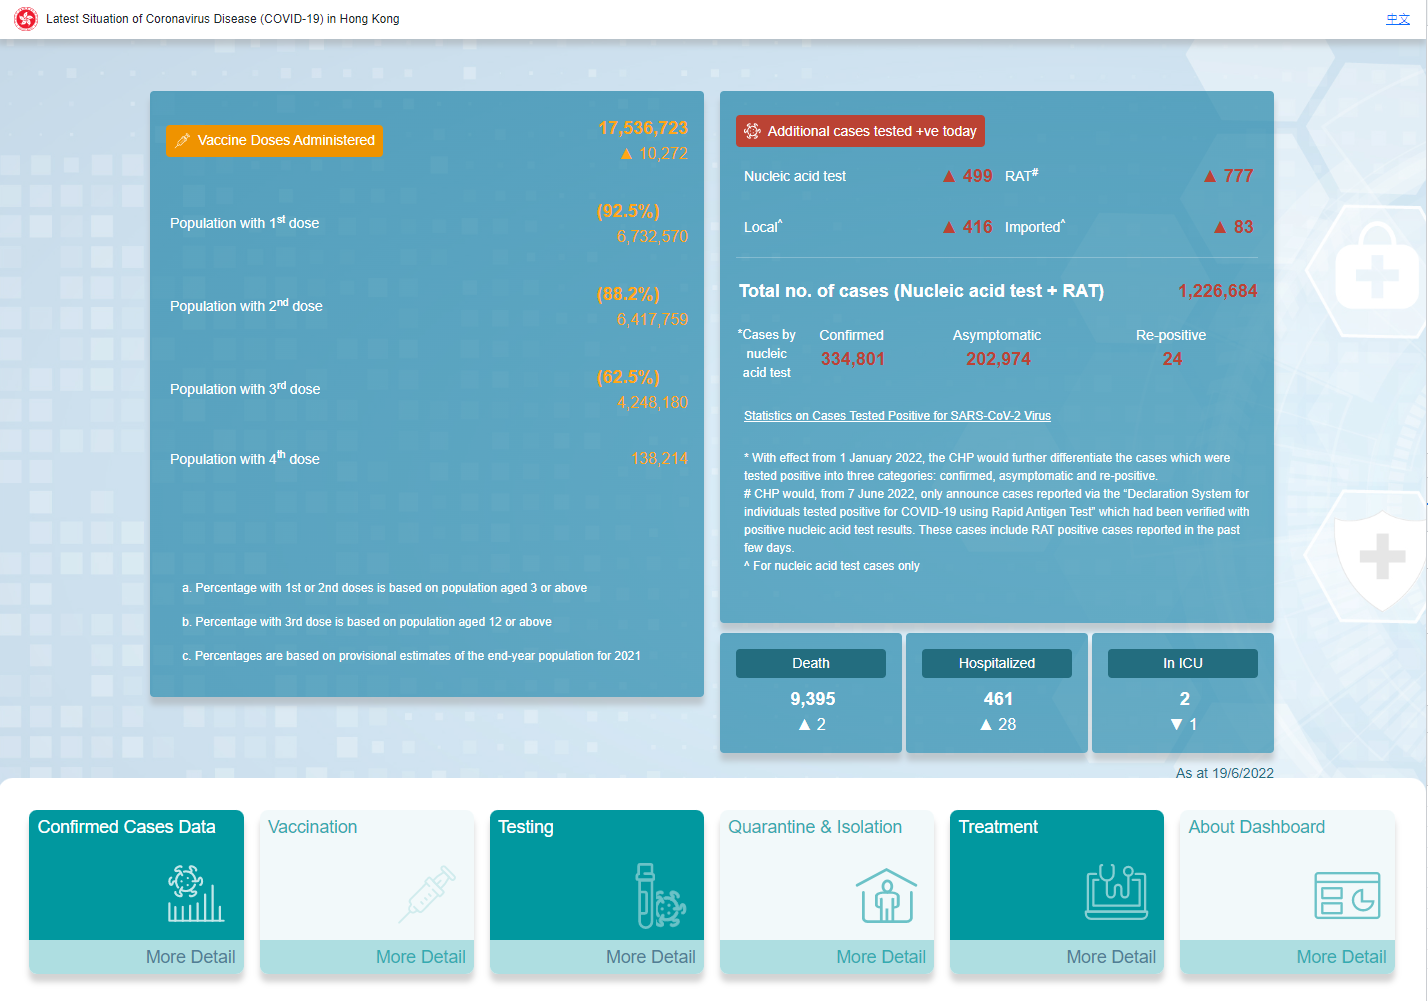 Latest Situation of Coronavirus Disease (COVID-19) in Hong Kong
中文
Vaccine Doses Administered
17,536,723
▲ 10,272
Population with 1st dose
(92.5%)
6,732,570
Population with 2nd dose
(88.2%)
6,417,759
Population with 3rd dose
(62.5%)
4,248,180
Population with 4th dose
138,214
a. Percentage with 1st or 2nd doses is based on population aged 3 or above
b. Percentage with 3rd dose is based on population aged 12 or above
c. Percentages are based on provisional estimates of the end-year population for 2021
Additional cases tested +ve today
Nucleic acid test ▲ 499 RAT# ▲ 777
Local^ ▲ 416 Imported^ ▲ 83
Total no. of cases (Nucleic acid test + RAT) 1,226,684
*Cases by
nucleic
acid test
Confirmed
334,801
Asymptomatic
202,974
Re-positive
24
Statistics on Cases Tested Positive for SARS-CoV-2 Virus
* With effect from 1 January 2022, the CHP would further differentiate the cases which were
tested positive into three categories: confirmed, asymptomatic and re-positive.
# CHP would, from 7 June 2022, only announce cases reported via the “Declaration System for
individuals tested positive for COVID-19 using Rapid Antigen Test” which had been verified with
positive nucleic acid test results. These cases include RAT positive cases reported in the past
few days.
^ For nucleic acid test cases only
Death
9,395
▲ 2
Hospitalized
461
▲ 28
In ICU
2
▼ 1
As at 19/6/2022
Confirmed Cases Data
More Detail
Vaccination
More Detail
Testing
More Detail
Quarantine & Isolation
More Detail
Treatment
More Detail
About Dashboard
More Detail